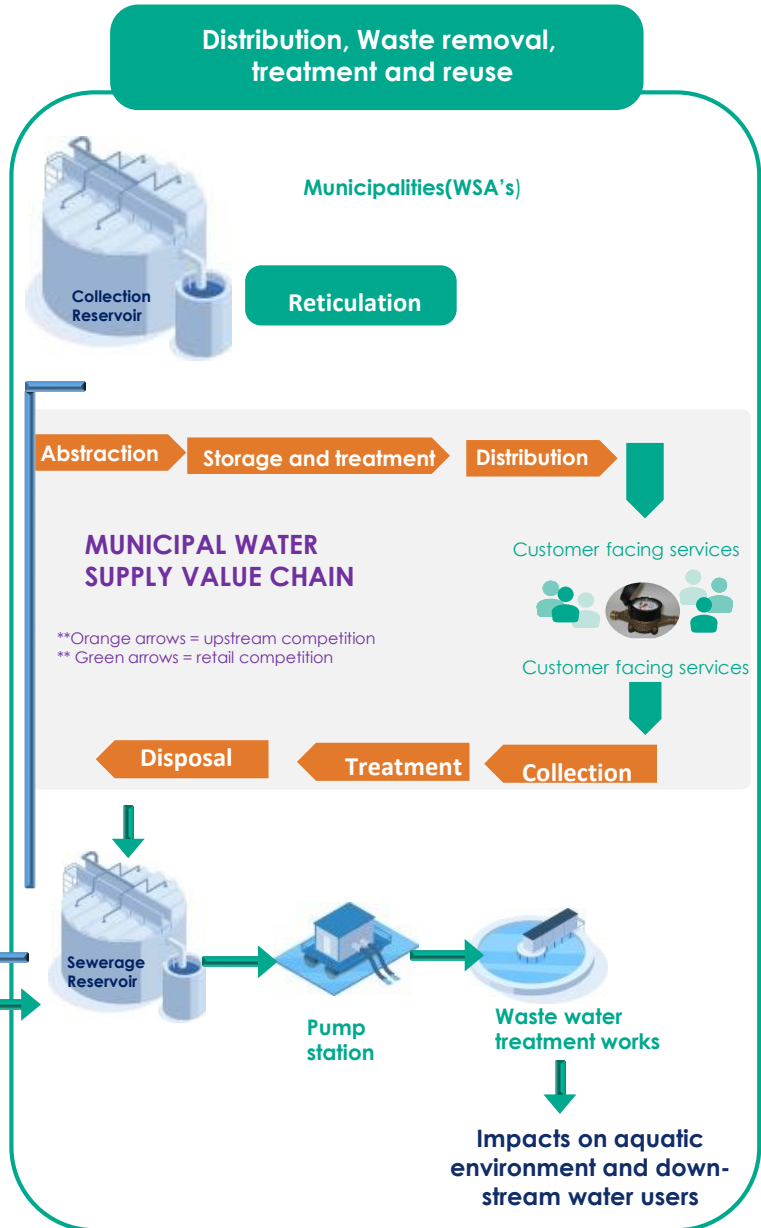 Distribution, Waste removal,
treatment and reuse
Municipalities(WSA's)
Collection
Reservoir
Reticulation
Abstraction
Storage and treatment
Distribution
MUNICIPAL WATER
SUPPLY VALUE CHAIN
Customer facing services
**Orange arrows = upstream competition
** Green arrows = retail competition
Customer facing services
Disposal
Treatment
Collection
Sewerage
Reservoir
Pump
station
Waste water
treatment works
Impacts on aquatic
environment and down-
stream water users